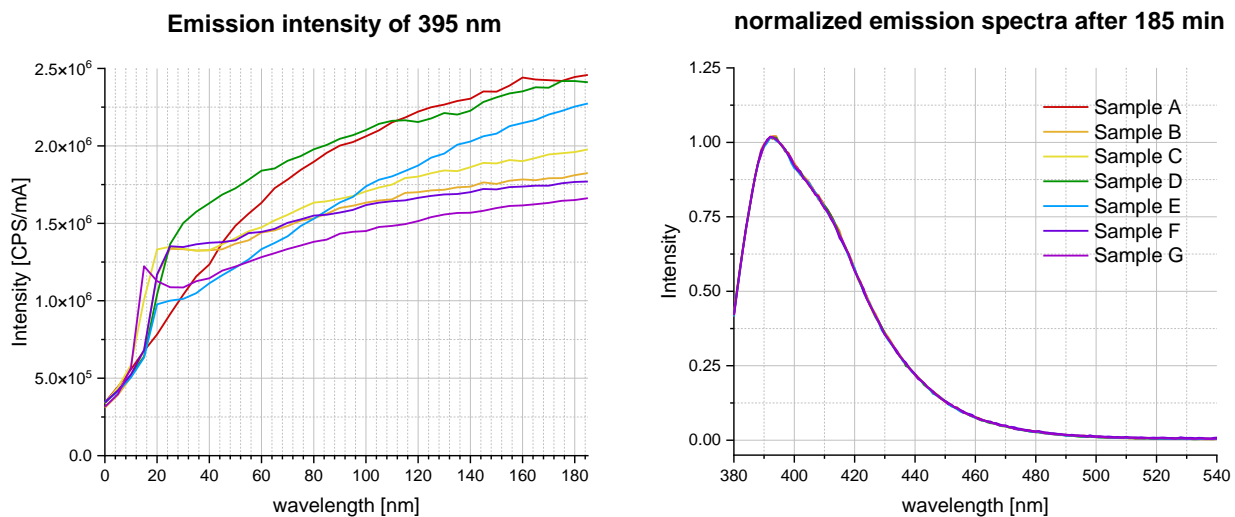 Emission intensity of 395 nm
2.5×10⁶
2.0×10⁶
1.5×10⁶
1.0×10⁶
5.0×10⁵
0.0
Intensity [CPS/mA]
0 20 40 60 80 100 120 140 160 180
wavelength [nm]
normalized emission spectra after 185 min
1.25
1.00
0.75
0.50
0.25
0.00
Intensity
Sample A
Sample B
Sample C
Sample D
Sample E
Sample F
Sample G
380 400 420 440 460 480 500 520 540
wavelength [nm]